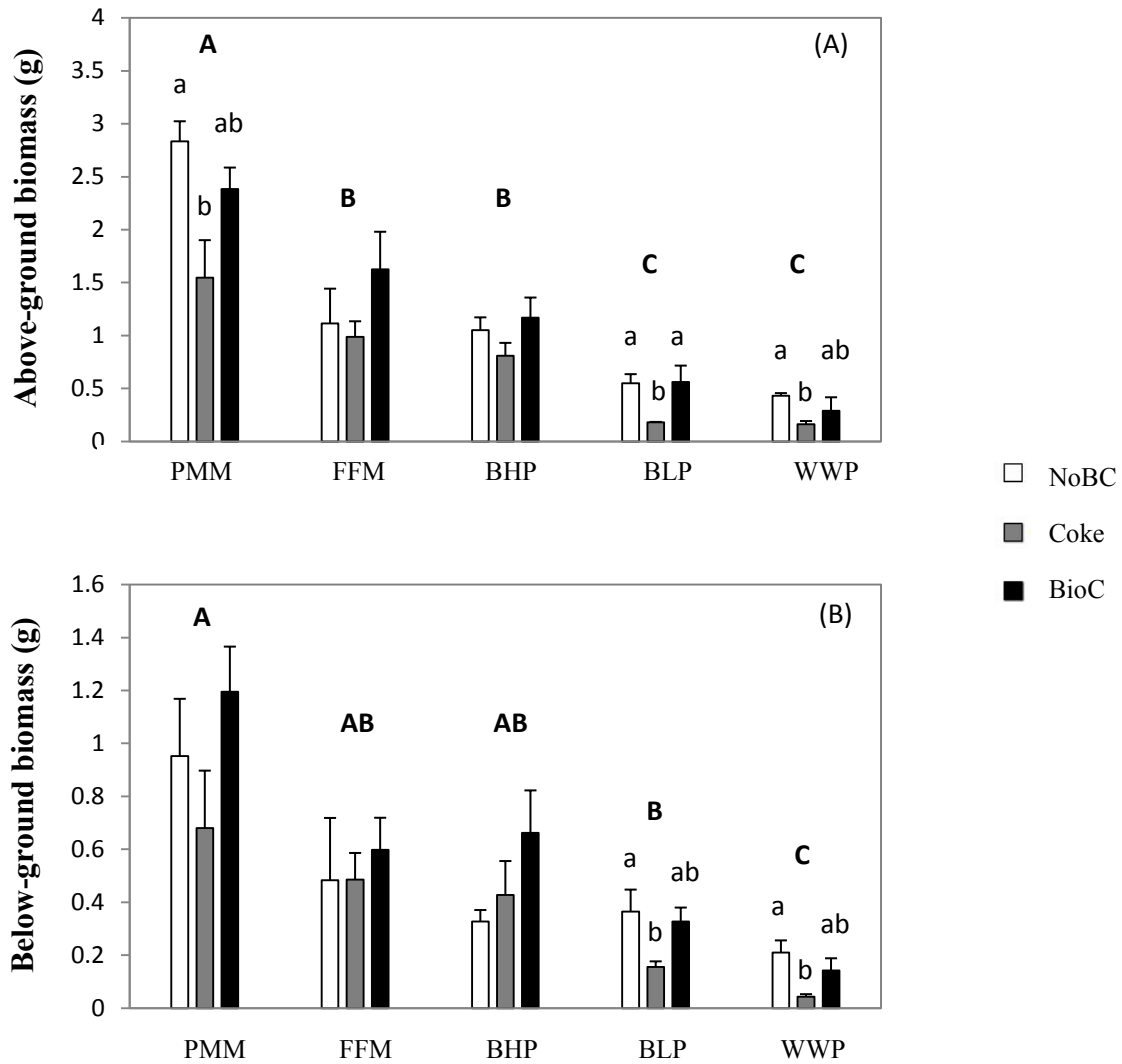 Above-ground biomass (g)
4
3.5
3
2.5
2
1.5
1
0.5
0
(A)
A
a
ab
b
B
B
C
a
a
b
C
a
b
ab
PMM
FFM
BHP
BLP
WWP
NoBC
Coke
BioC
Below-ground biomass (g)
1.6
1.4
1.2
1
0.8
0.6
0.4
0.2
0
(B)
A
AB
AB
B
a
ab
b
C
a
ab
b
PMM
FFM
BHP
BLP
WWP